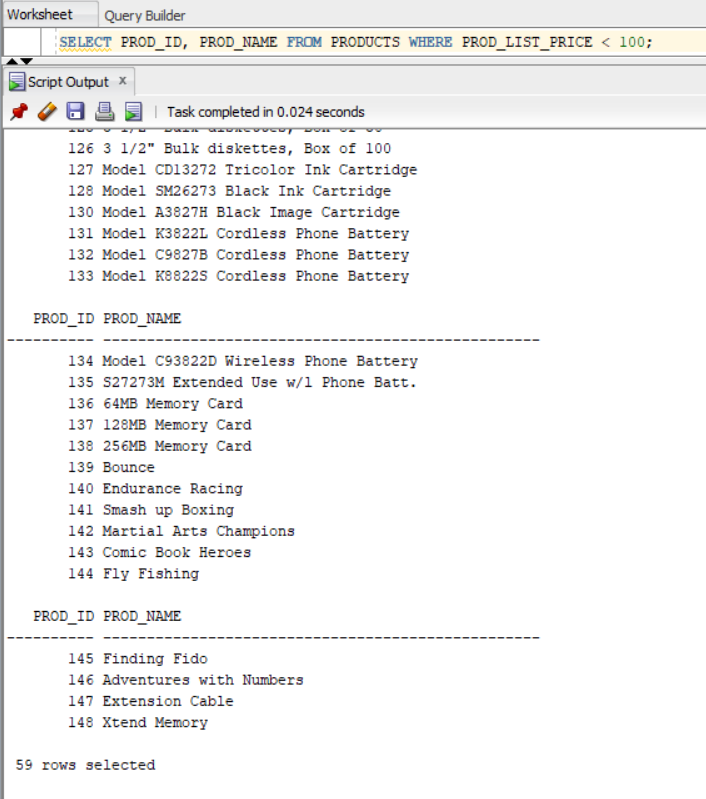 Worksheet Query Builder
SELECT PROD_ID, PROD_NAME FROM PRODUCTS WHERE PROD_LIST_PRICE < 100;
Script Output x
Task completed in 0.024 seconds
126 3 1/2" Bulk diskettes, Box of 100
127 Model CD13272 Tricolor Ink Cartridge
128 Model SM26273 Black Ink Cartridge
130 Model A3827H Black Image Cartridge
131 Model K3822L Cordless Phone Battery
132 Model C9827B Cordless Phone Battery
133 Model K8822S Cordless Phone Battery
PROD_ID PROD_NAME
---------- --------------------------------------------------
134 Model C93822D Wireless Phone Battery
135 S27273M Extended Use w/l Phone Batt.
136 64MB Memory Card
137 128MB Memory Card
138 256MB Memory Card
139 Bounce
140 Endurance Racing
141 Smash up Boxing
142 Martial Arts Champions
143 Comic Book Heroes
144 Fly Fishing
PROD_ID PROD_NAME
---------- --------------------------------------------------
145 Finding Fido
146 Adventures with Numbers
147 Extension Cable
148 Xtend Memory
59 rows selected